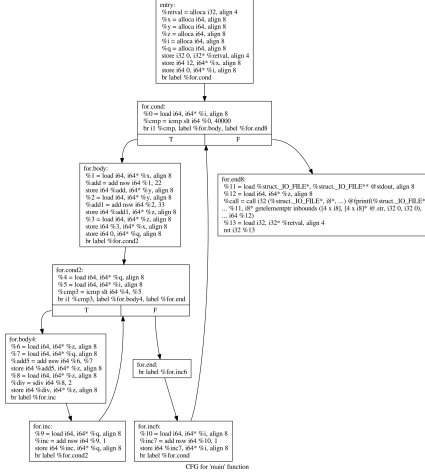 entry:
%retval = alloca i32, align 4
%x = alloca i64, align 8
%y = alloca i64, align 8
%z = alloca i64, align 8
%i = alloca i64, align 8
%q = alloca i64, align 8
store i32 0, i32* %retval, align 4
store i64 12, i64* %x, align 8
store i64 0, i64* %i, align 8
br label %for.cond
for.cond:
%0 = load i64, i64* %i, align 8
%cmp = icmp slt i64 %0, 40000
br i1 %cmp, label %for.body, label %for.end8
T F
for.body:
%1 = load i64, i64* %x, align 8
%add = add nsw i64 %1, 22
store i64 %add, i64* %y, align 8
%2 = load i64, i64* %y, align 8
%add1 = add nsw i64 %2, 33
store i64 %add1, i64* %z, align 8
%3 = load i64, i64* %z, align 8
store i64 %3, i64* %x, align 8
store i64 0, i64* %q, align 8
br label %for.cond2
for.end8:
%11 = load %struct._IO_FILE*, %struct._IO_FILE** @stdout, align 8
%12 = load i64, i64* %z, align 8
%call = call i32 (%struct._IO_FILE*, i8*, ...) @fprintf(%struct._IO_FILE*
... %11, i8* getelementptr inbounds ([4 x i8], [4 x i8]* @.str, i32 0, i32 0),
... i64 %12)
%13 = load i32, i32* %retval, align 4
ret i32 %13
for.cond2:
%4 = load i64, i64* %q, align 8
%5 = load i64, i64* %i, align 8
%cmp3 = icmp slt i64 %4, %5
br i1 %cmp3, label %for.body4, label %for.end
T F
for.body4:
%6 = load i64, i64* %z, align 8
%7 = load i64, i64* %q, align 8
%add5 = add nsw i64 %6, %7
store i64 %add5, i64* %z, align 8
%8 = load i64, i64* %z, align 8
%div = sdiv i64 %8, 2
store i64 %div, i64* %z, align 8
br label %for.inc
for.end:
br label %for.inc6
for.inc:
%9 = load i64, i64* %q, align 8
%inc = add nsw i64 %9, 1
store i64 %inc, i64* %q, align 8
br label %for.cond2
for.inc6:
%10 = load i64, i64* %i, align 8
%inc7 = add nsw i64 %10, 1
store i64 %inc7, i64* %i, align 8
br label %for.cond
CFG for 'main' function